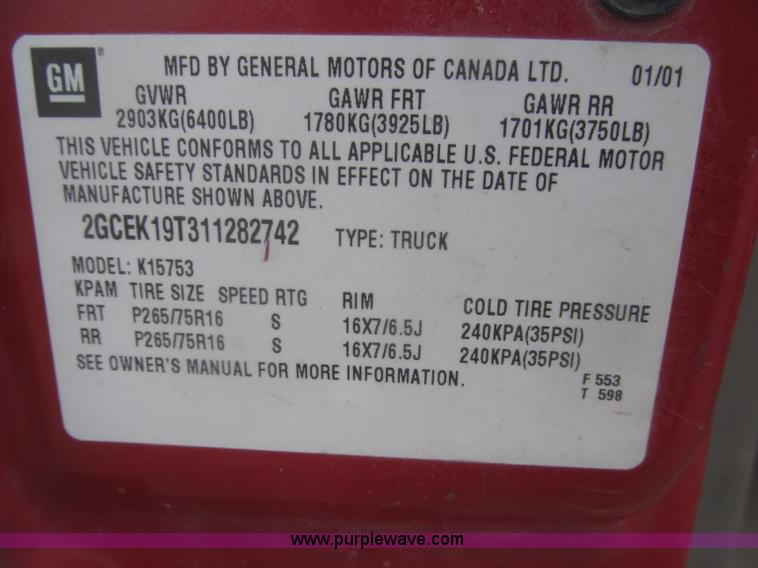 GM®
MFD BY GENERAL MOTORS OF CANADA LTD. 01/01
GVWR GAWR FRT GAWR RR
2903KG(6400LB) 1780KG(3925LB) 1701KG(3750LB)
THIS VEHICLE CONFORMS TO ALL APPLICABLE U.S. FEDERAL MOTOR
VEHICLE SAFETY STANDARDS IN EFFECT ON THE DATE OF
MANUFACTURE SHOWN ABOVE.
2GCEK19T311282742 TYPE: TRUCK
MODEL: K15753
KPAM TIRE SIZE SPEED RTG RIM COLD TIRE PRESSURE
FRT P265/75R16 S 16X7/6.5J 240KPA(35PSI)
RR P265/75R16 S 16X7/6.5J 240KPA(35PSI)
SEE OWNER'S MANUAL FOR MORE INFORMATION.
F 553
T 598
www.purplewave.com